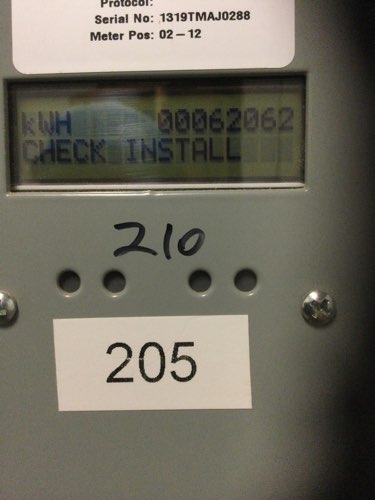 Protocol:
Serial No: 1319TMAJ0288
Meter Pos: 02-12
kWH 00062062
CHECK INSTALL
210
205